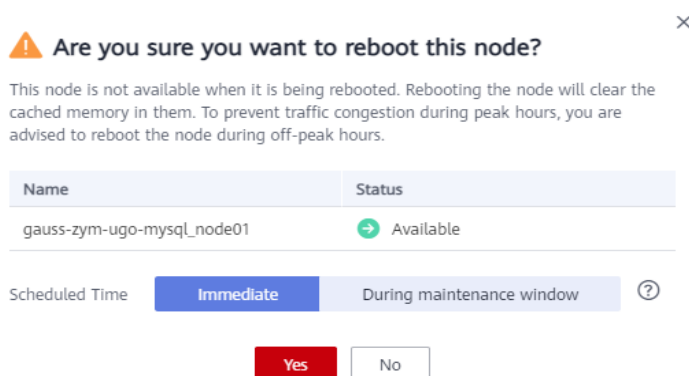 Are you sure you want to reboot this node?
This node is not available when it is being rebooted. Rebooting the node will clear the
cached memory in them. To prevent traffic congestion during peak hours, you are
advised to reboot the node during off-peak hours.
Name Status
gauss-zym-ugo-mysql_node01 Available
Scheduled Time Immediate During maintenance window ?
Yes No